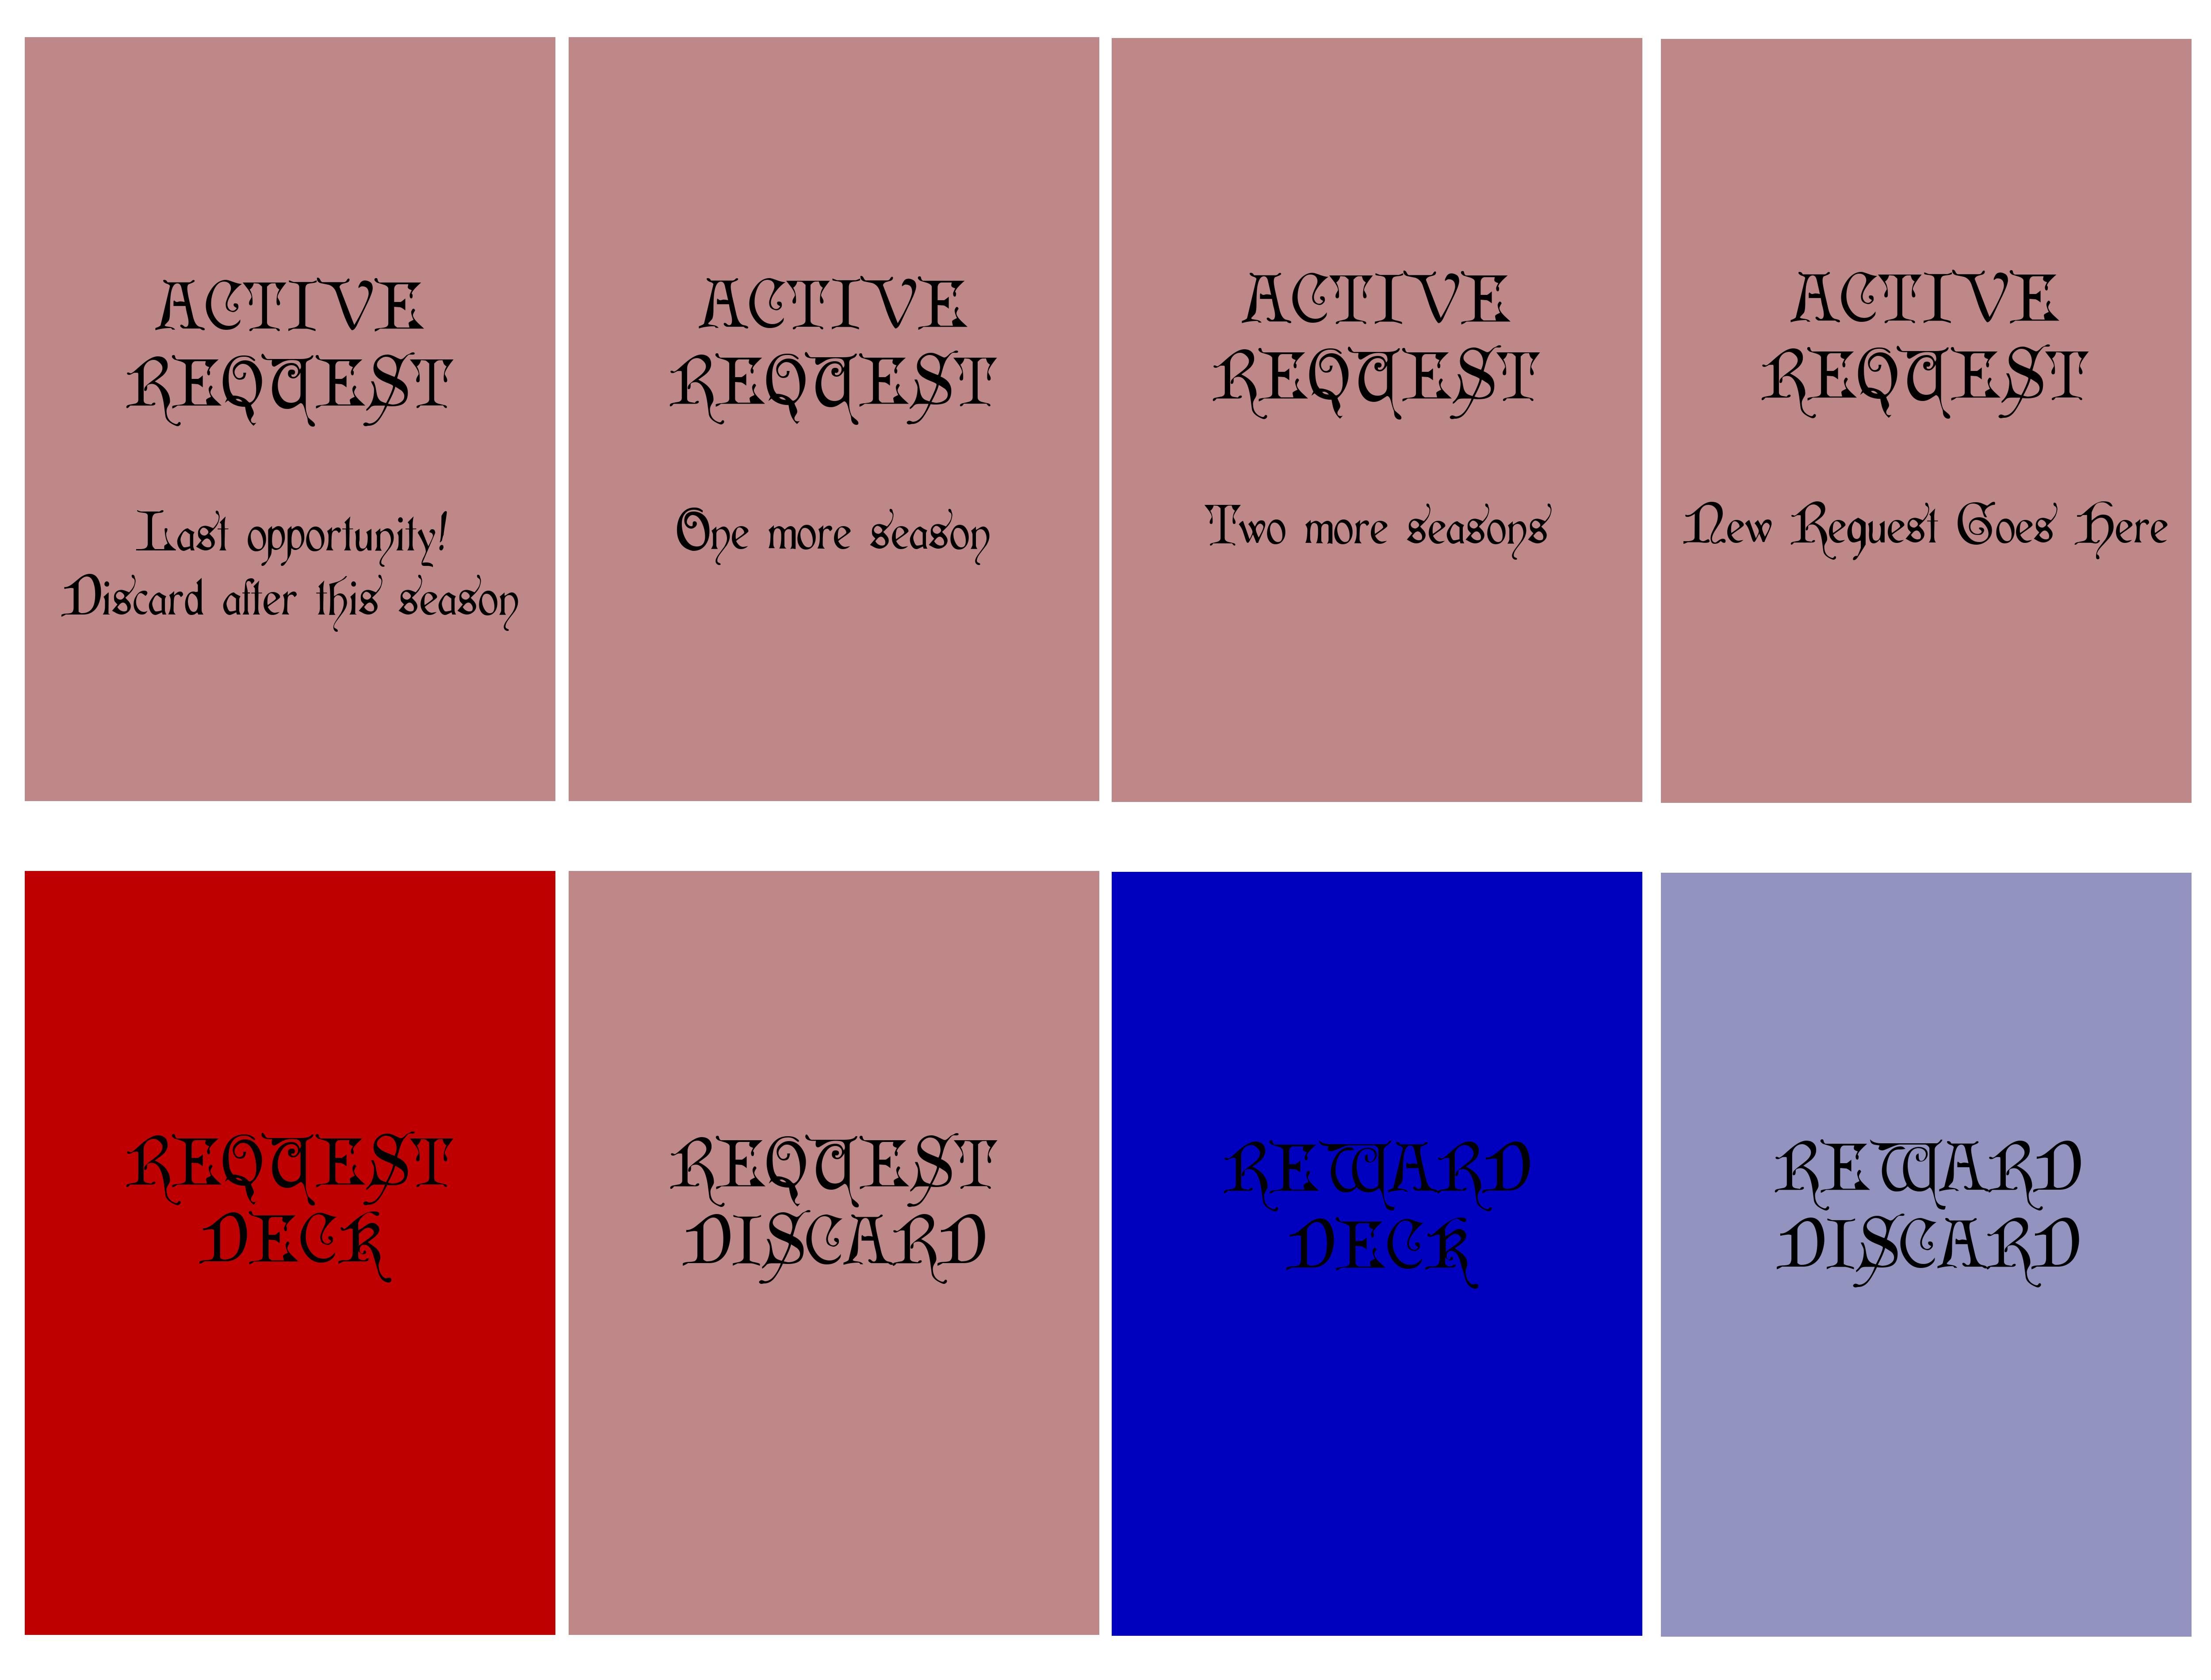 ACTIVE
REQUEST
Last opportunity!
Discard after this season
ACTIVE
REQUEST
One more season
ACTIVE
REQUEST
Two more seasons
ACTIVE
REQUEST
New Request Goes Here
REQUEST
DECK
REQUEST
DISCARD
REWARD
DECK
REWARD
DISCARD